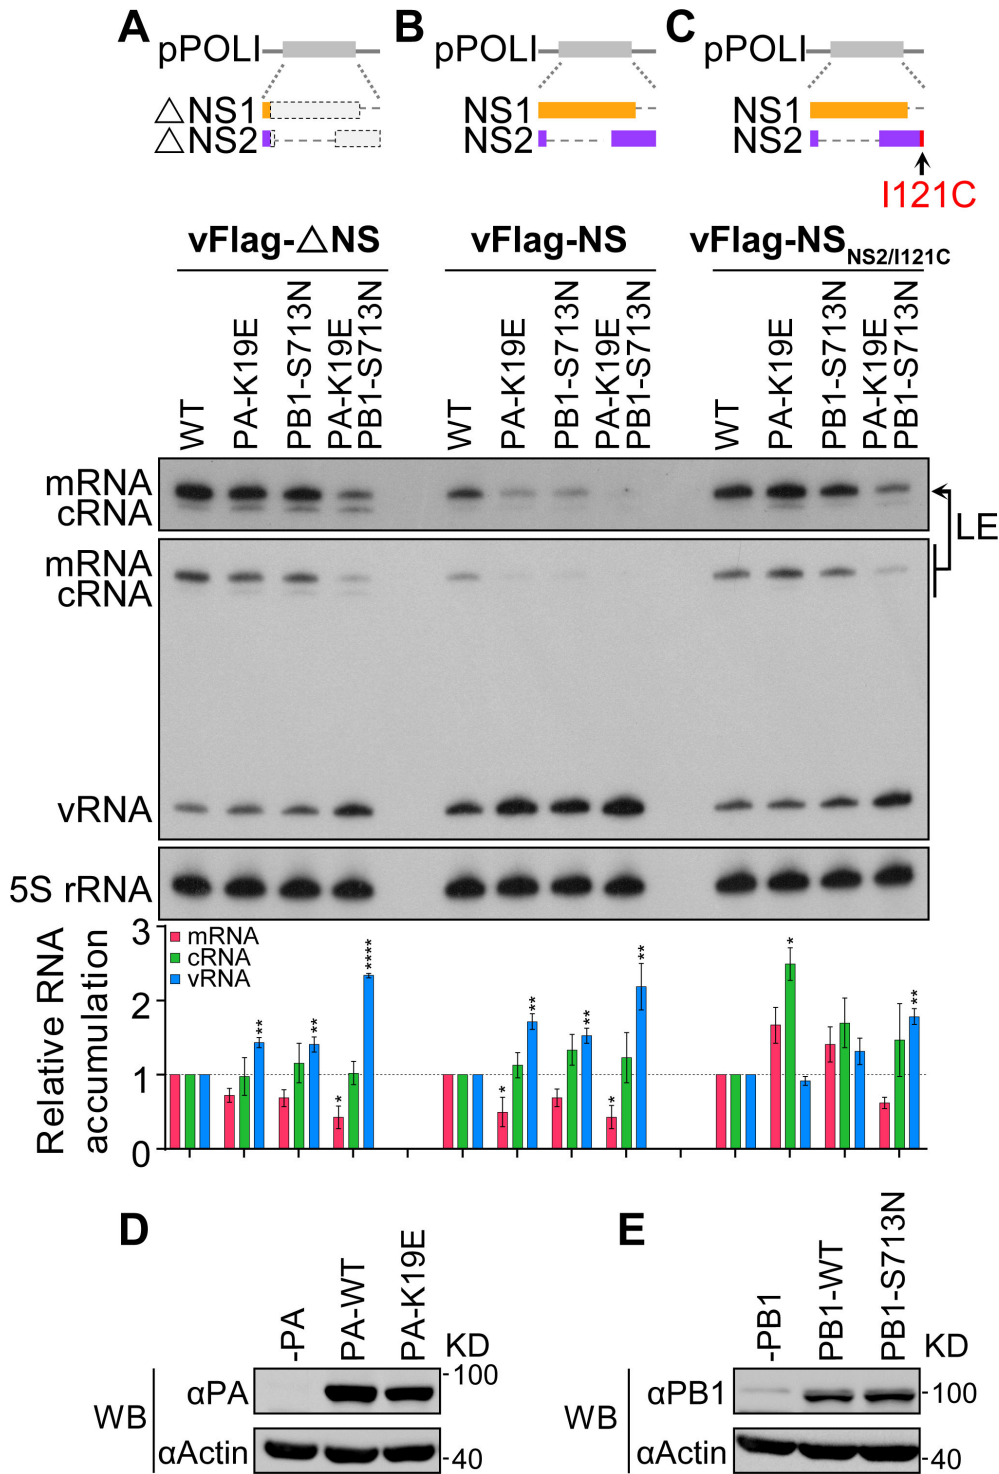 A B C
pPOLI pPOLI pPOLI
△NS1 NS1 NS1
△NS2 NS2 NS2
I121C
vFlag-△NS vFlag-NS vFlag-NS NS2/I121C
WT PA-K19E PB1-S713N PA-K19E PB1-S713N WT PA-K19E PB1-S713N PA-K19E PB1-S713N WT PA-K19E PB1-S713N PA-K19E PB1-S713N
mRNA
cRNA
LE
mRNA
cRNA
vRNA
5S rRNA
Relative RNA
accumulation
3
2
1
0
mRNA
cRNA
vRNA
** ** * **** * ** ** * ** * **
D E
-PA PA-WT PA-K19E KD
-PB1 PB1-WT PB1-S713N KD
WB αPA -100
αActin -40
WB αPB1 -100
αActin -40